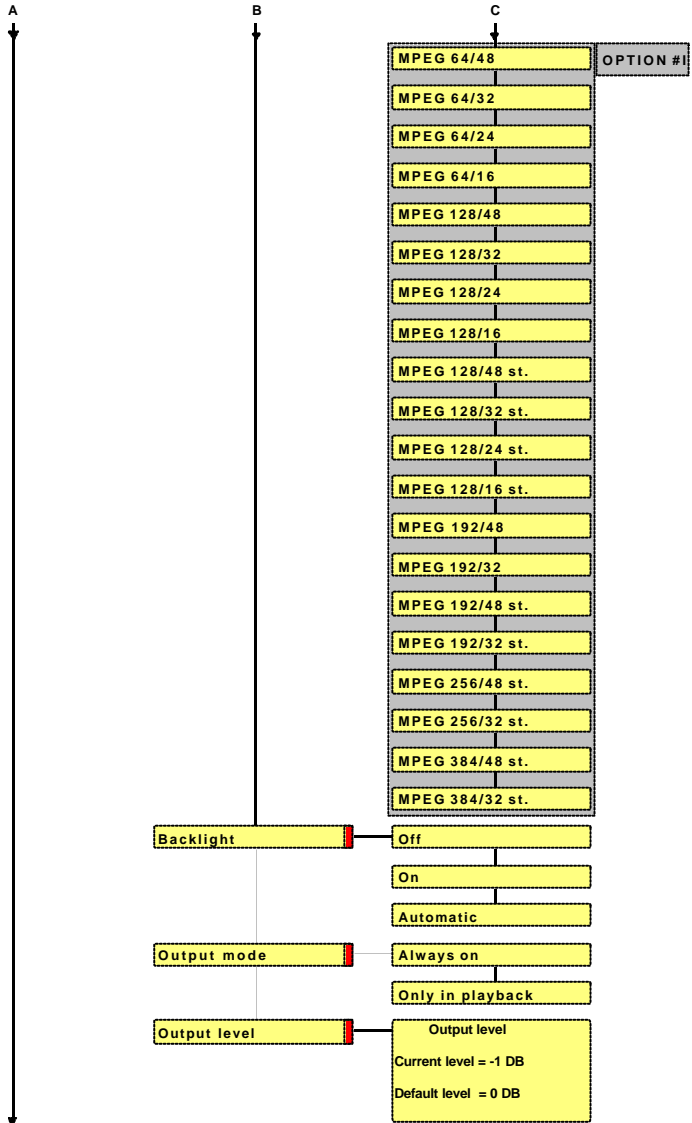 A B C
MPEG 64/48 OPTION #I
MPEG 64/32
MPEG 64/24
MPEG 64/16
MPEG 128/48
MPEG 128/32
MPEG 128/24
MPEG 128/16
MPEG 128/48 st.
MPEG 128/32 st.
MPEG 128/24 st.
MPEG 128/16 st.
MPEG 192/48
MPEG 192/32
MPEG 192/48 st.
MPEG 192/32 st.
MPEG 256/48 st.
MPEG 256/32 st.
MPEG 384/48 st.
MPEG 384/32 st.
Backlight Off
On
Automatic
Output mode Always on
Only in playback
Output level Output level
Current level = -1 DB
Default level = 0 DB